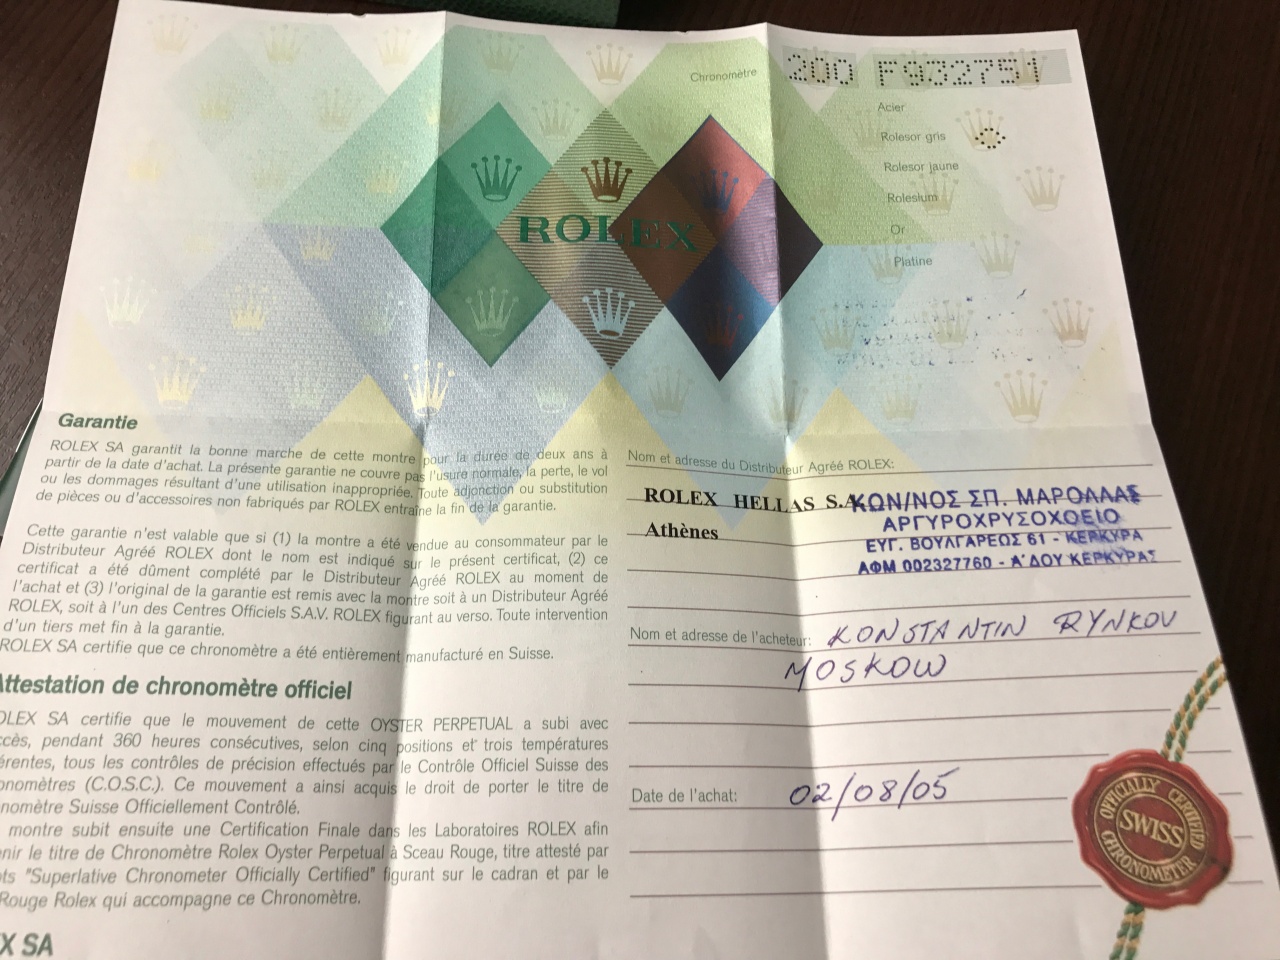 Chronomètre
200 F932751
Acier
Rolesor gris
Rolesor jaune
Rolesium
Or
Platine
ROLEX
Garantie
ROLEX SA garantit la bonne marche de cette montre pour la durée de deux ans à
partir de la date d'achat. La présente garantie ne couvre pas l'usure normale, la perte, le vol
ou les dommages résultant d'une utilisation inappropriée. Toute adjonction ou substitution
de pièces ou d'accessoires non fabriqués par ROLEX entraîne la fin de la garantie.
Cette garantie n'est valable que si (1) la montre a été vendue au consommateur par le
Distributeur Agréé ROLEX dont le nom est indiqué sur le présent certificat, (2) ce
certificat a été dûment complété par le Distributeur Agréé ROLEX au moment de
l'achat et (3) l'original de la garantie est remis avec la montre soit à un Distributeur Agréé
ROLEX, soit à l'un des Centres Officiels S.A.V. ROLEX figurant au verso. Toute intervention
d'un tiers met fin à la garantie.
ROLEX SA certifie que ce chronomètre a été entièrement manufacturé en Suisse.
Attestation de chronomètre officiel
OLEX SA certifie que le mouvement de cette OYSTER PERPETUAL a subi avec
ccès, pendant 360 heures consécutives, selon cinq positions et trois températures
érentes, tous les contrôles de précision effectués par le Contrôle Officiel Suisse des
onomètres (C.O.S.C.). Ce mouvement a ainsi acquis le droit de porter le titre de
nomètre Suisse Officiellement Contrôlé.
montre subit ensuite une Certification Finale dans les Laboratoires ROLEX afin
nir le titre de Chronomètre Rolex Oyster Perpetual à Sceau Rouge, titre attesté par
ts "Superlative Chronometer Officially Certified" figurant sur le cadran et par le
Rouge Rolex qui accompagne ce Chronomètre.
X SA
Nom et adresse du Distributeur Agréé ROLEX:
ROLEX HELLAS S.A.
Athènes
ΚΩΝ/ΝΟΣ ΣΠ. ΜΑΡΟΛΛΑΣ
ΑΡΓΥΡΟΧΡΥΣΟΧΟΕΙΟ
ΕΥΓ. ΒΟΥΛΓΑΡΕΩΣ 61 - ΚΕΡΚΥΡΑ
ΑΦΜ 002327760 - Α΄ ΔΟΥ ΚΕΡΚΥΡΑΣ
Nom et adresse de l'acheteur: KONSTANTIN RYNKOV
MOSKOW
Date de l'achat: 02/08/05
OFFICIALLY CERTIFIED
SWISS
CHRONOMETER